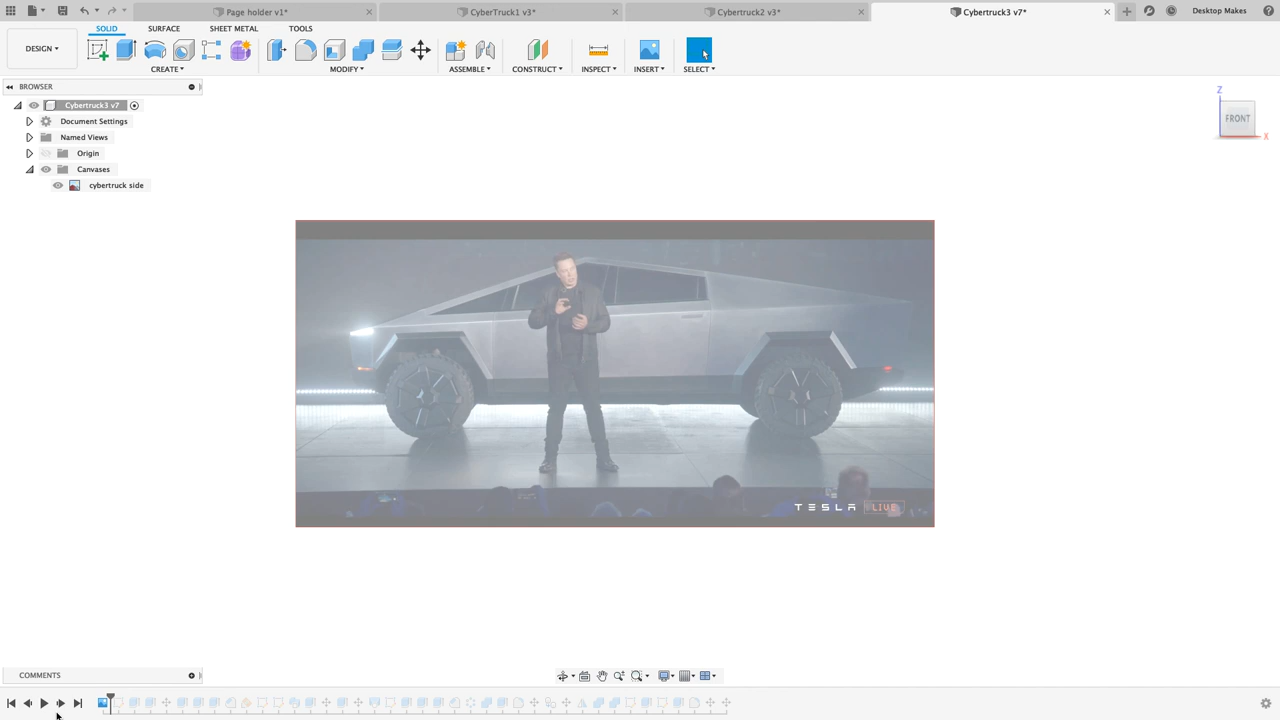 Page holder v1*
CyberTruck1 v3*
Cybertruck2 v3*
Cybertruck3 v7*
Desktop Makes
DESIGN
SOLID
SURFACE
SHEET METAL
TOOLS
CREATE
MODIFY
ASSEMBLE
CONSTRUCT
INSPECT
INSERT
SELECT
BROWSER
Cybertruck3 v7
Document Settings
Named Views
Origin
Canvases
cybertruck side
Z
FRONT
X
TESLA LIVE
COMMENTS